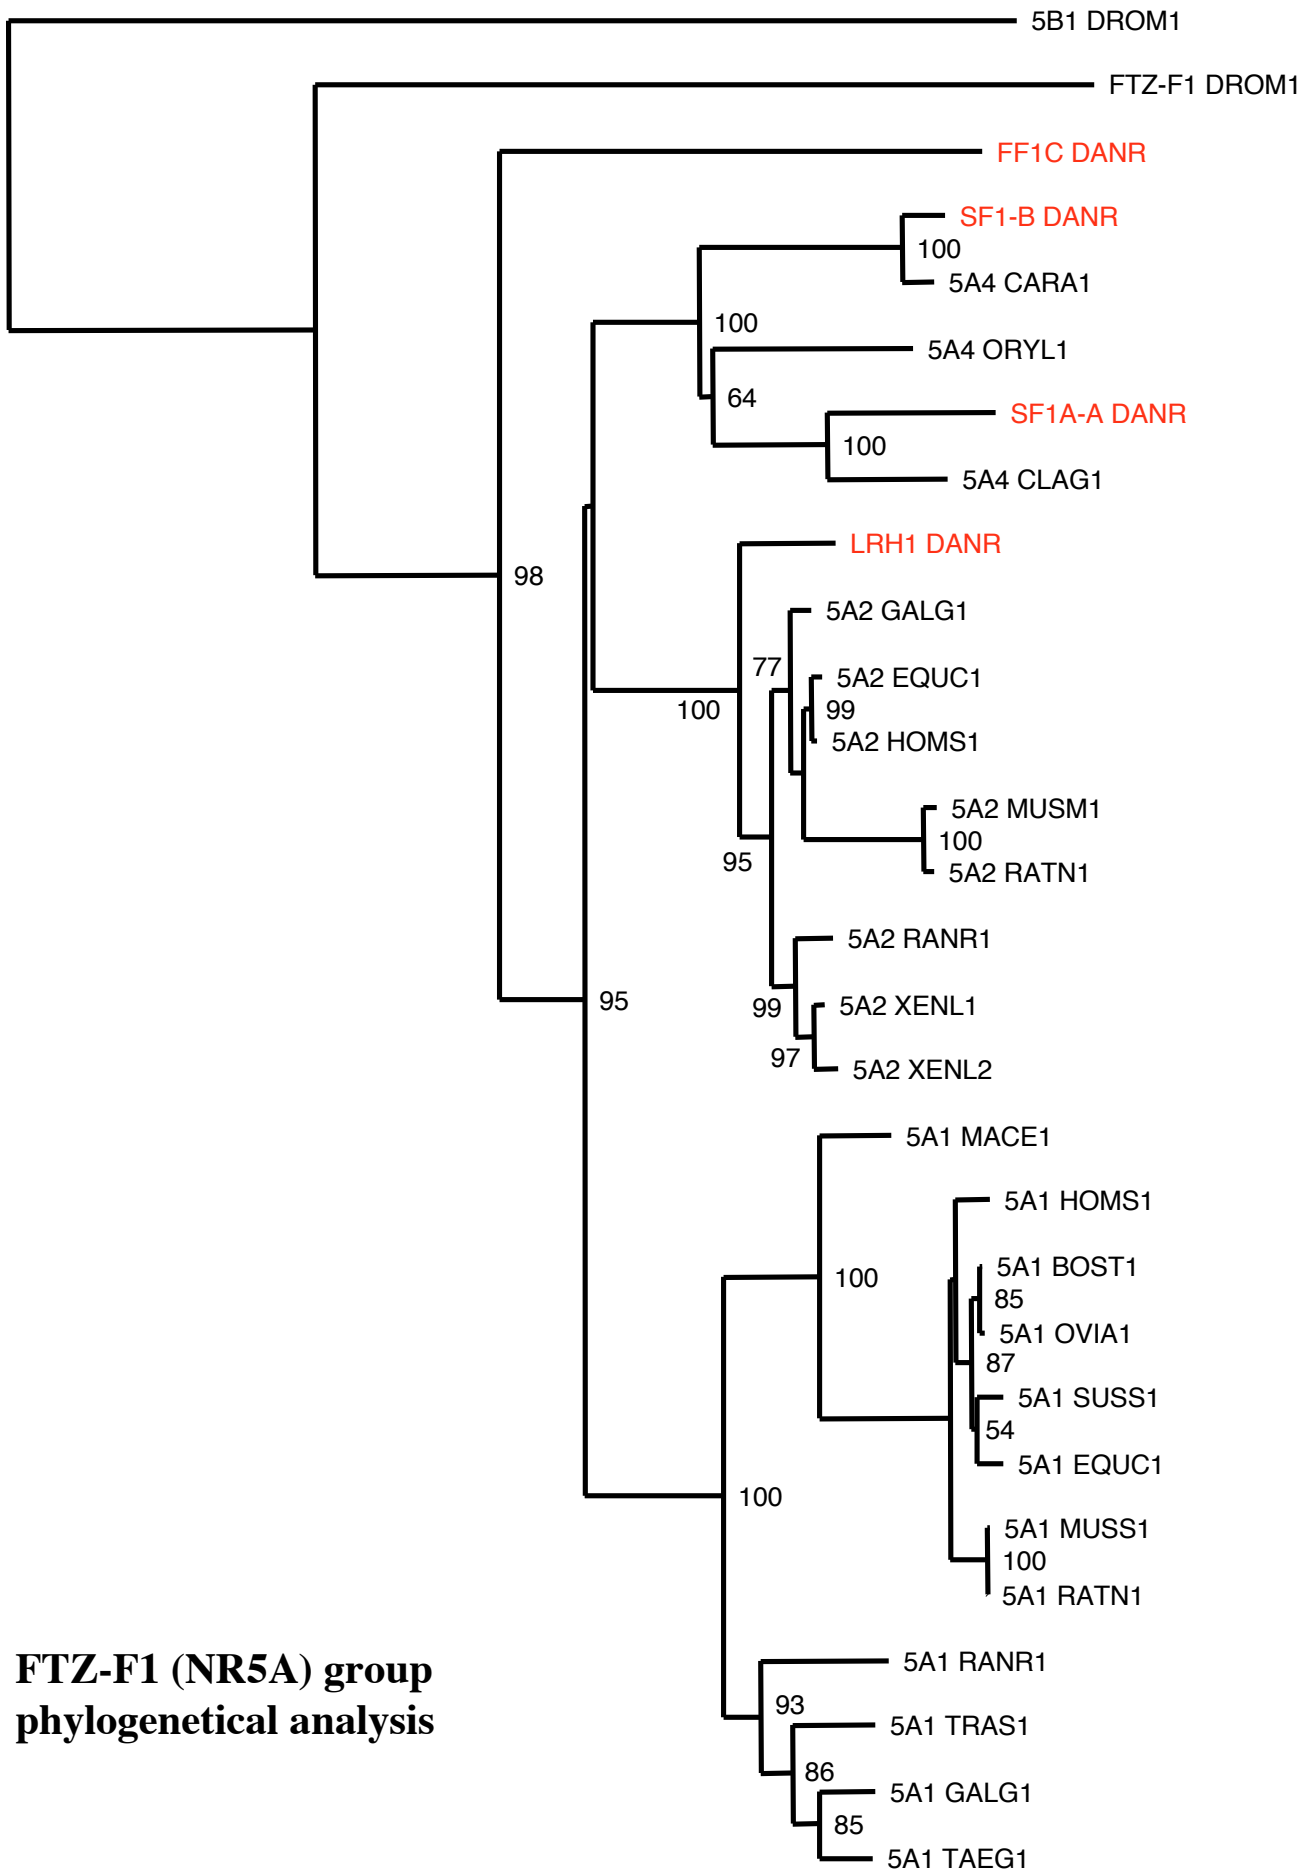 5B1 DROM1
FTZ-F1 DROM1
FF1C DANR
SF1-B DANR
100
5A4 CARA1
100
5A4 ORYL1
64
SF1A-A DANR
100
5A4 CLAG1
LRH1 DANR
98
5A2 GALG1
77
5A2 EQUC1
99
100
5A2 HOMS1
5A2 MUSM1
100
95
5A2 RATN1
5A2 RANR1
95
99
5A2 XENL1
97
5A2 XENL2
5A1 MACE1
5A1 HOMS1
5A1 BOST1
100
85
5A1 OVIA1
87
5A1 SUSS1
54
5A1 EQUC1
100
5A1 MUSS1
100
5A1 RATN1
5A1 RANR1
FTZ-F1 (NR5A) group
phylogenetical analysis
93
5A1 TRAS1
86
5A1 GALG1
85
5A1 TAEG1